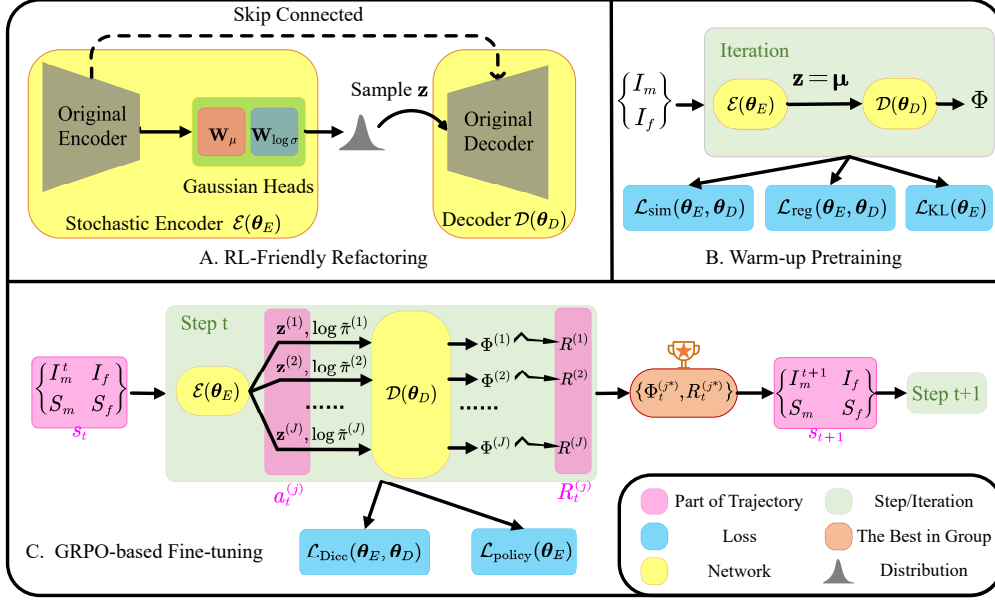 Skip Connected
Original
Encoder
W_μ W_log σ
Gaussian Heads
Stochastic Encoder ℰ(θ_E)
Sample z
Original
Decoder
Decoder 𝒟(θ_D)
A. RL-Friendly Refactoring
Iteration
{I_m I_f}
ℰ(θ_E)
z = μ
𝒟(θ_D)
Φ
ℒ_sim(θ_E, θ_D)
ℒ_reg(θ_E, θ_D)
ℒ_KL(θ_E)
B. Warm-up Pretraining
Step t
{I_m^t I_f
S_m S_f}
s_t
ℰ(θ_E)
z^(1), log π̃^(1)
z^(2), log π̃^(2)
......
z^(J), log π̃^(J)
a_t^(j)
𝒟(θ_D)
Φ^(1) R^(1)
Φ^(2) R^(2)
......
Φ^(J) R^(J)
R_t^(j)
{Φ_t^(j*), R_t^(j*)}
{I_m^t+1 I_f
S_m S_f}
s_t+1
Step t+1
ℒ_Dicc(θ_E, θ_D)
ℒ_policy(θ_E)
C. GRPO-based Fine-tuning
Part of Trajectory
Step/Iteration
Loss
The Best in Group
Network
Distribution